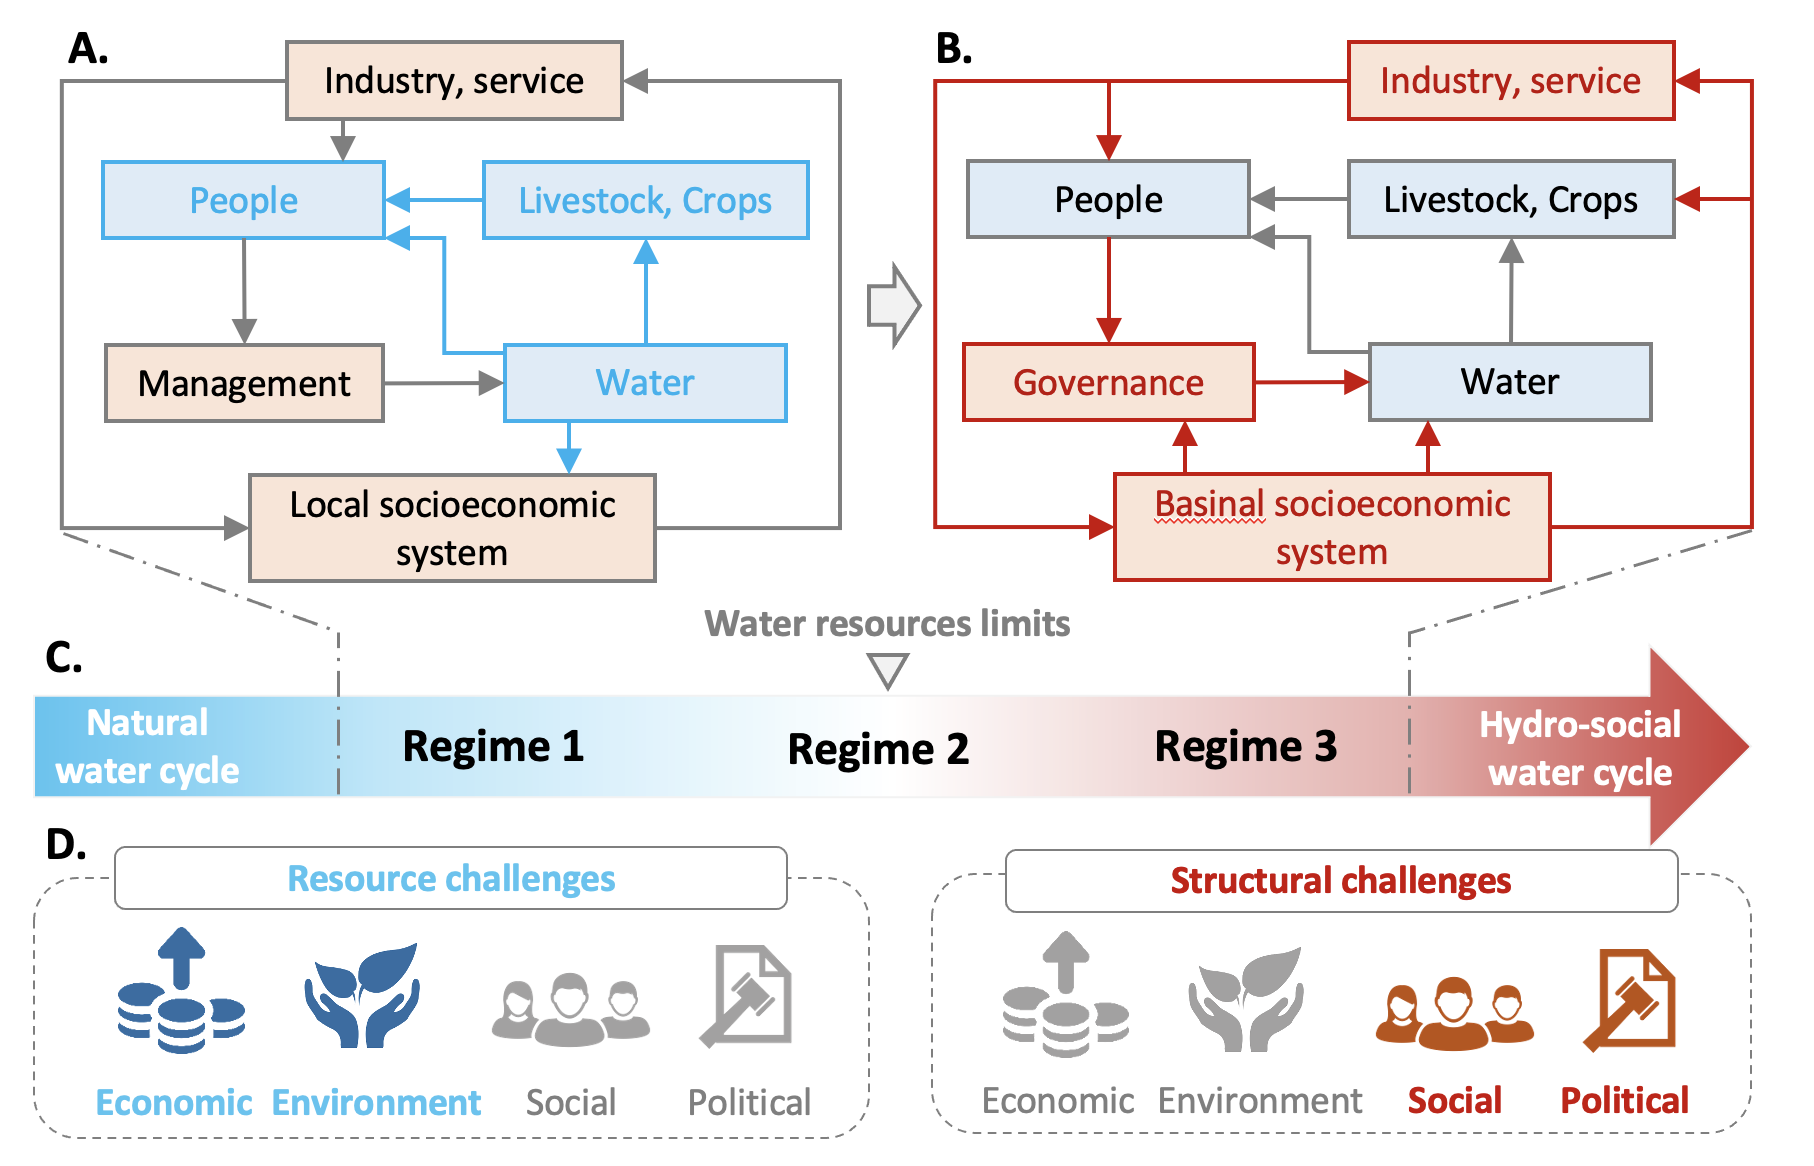 A.
Industry, service
People
Livestock, Crops
Management
Water
Local socioeconomic
system
B.
Industry, service
People
Livestock, Crops
Governance
Water
Basinal socioeconomic
system
Water resources limits
C.
Natural
water cycle
Regime 1
Regime 2
Regime 3
Hydro-social
water cycle
D.
Resource challenges
Economic
Environment
Social
Political
Structural challenges
Economic
Environment
Social
Political